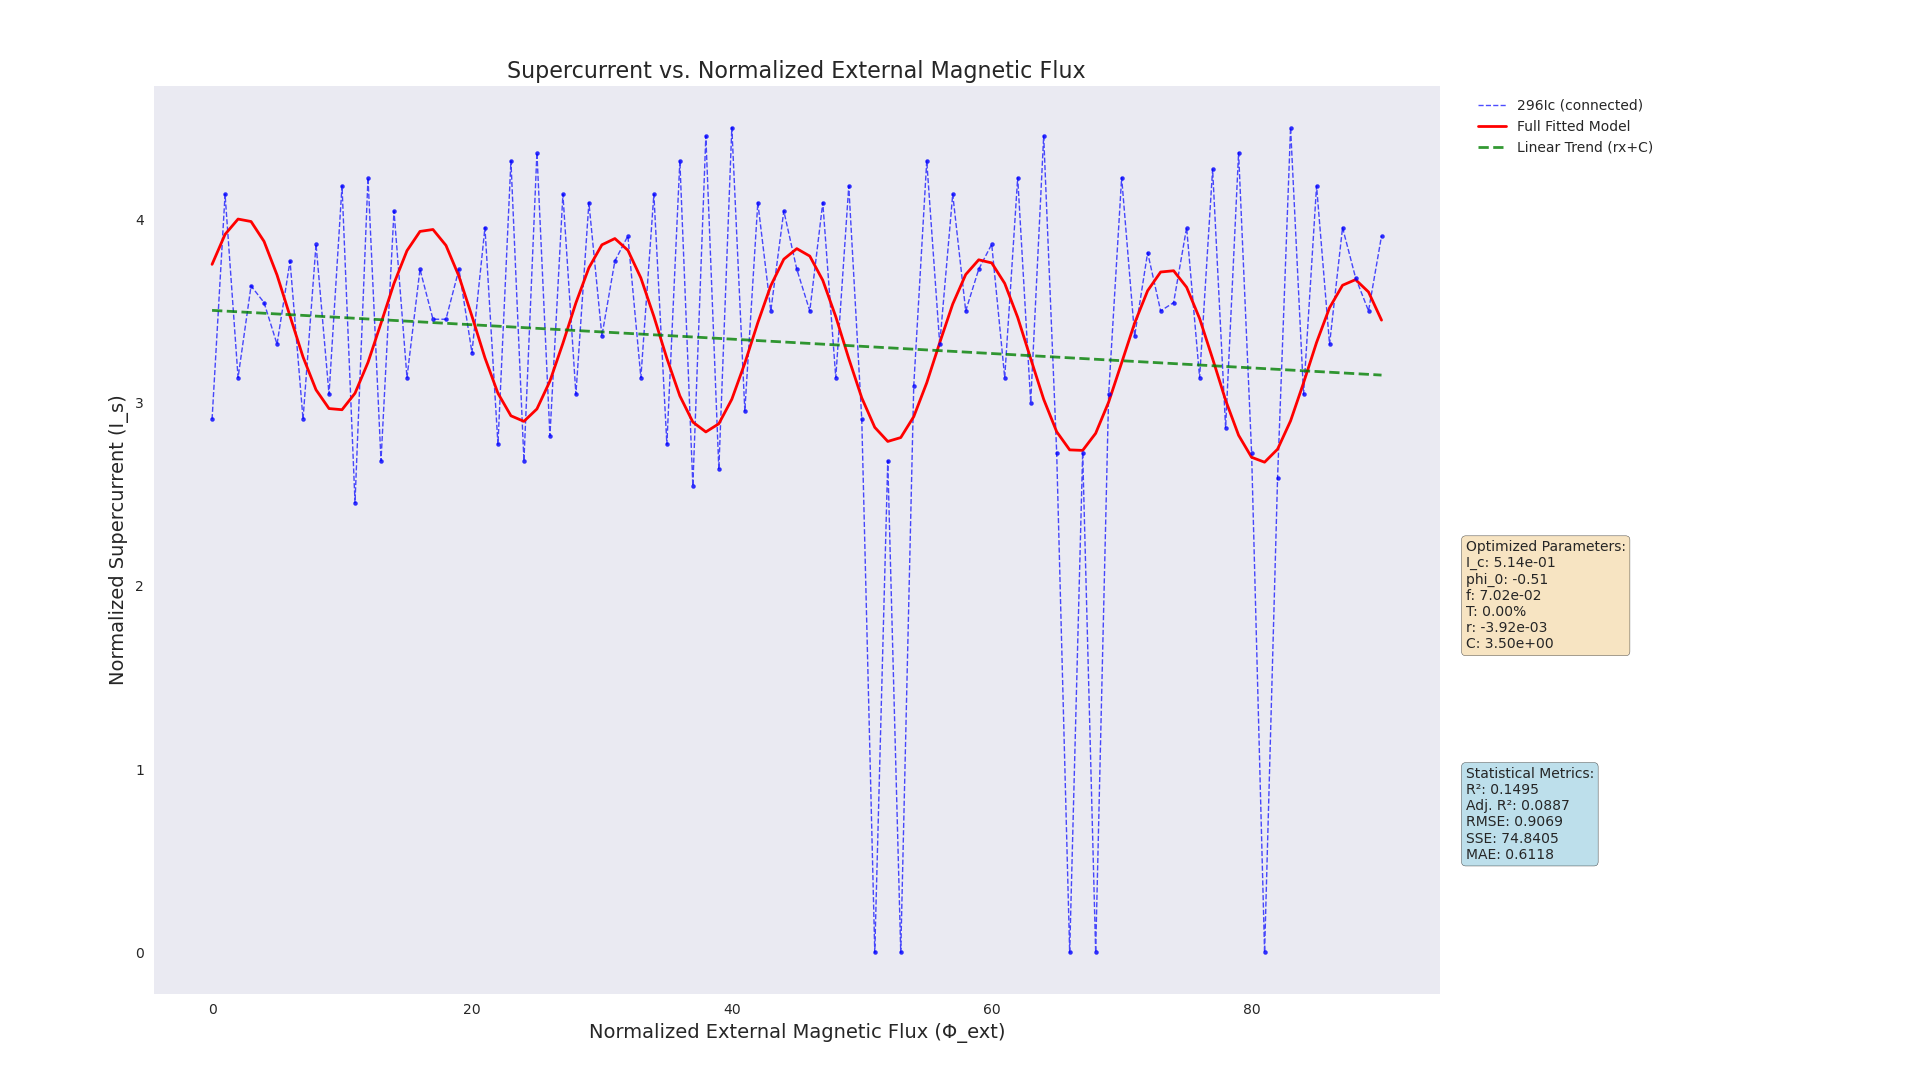 Supercurrent vs. Normalized External Magnetic Flux
296Ic (connected)
Full Fitted Model
Linear Trend (rx+C)
Normalized Supercurrent (I_s)
4
3
2
1
0
0 20 40 60 80
Normalized External Magnetic Flux (Φ_ext)
Optimized Parameters:
I_c: 5.14e-01
phi_0: -0.51
f: 7.02e-02
T: 0.00%
r: -3.92e-03
C: 3.50e+00
Statistical Metrics:
R²: 0.1495
Adj. R²: 0.0887
RMSE: 0.9069
SSE: 74.8405
MAE: 0.6118